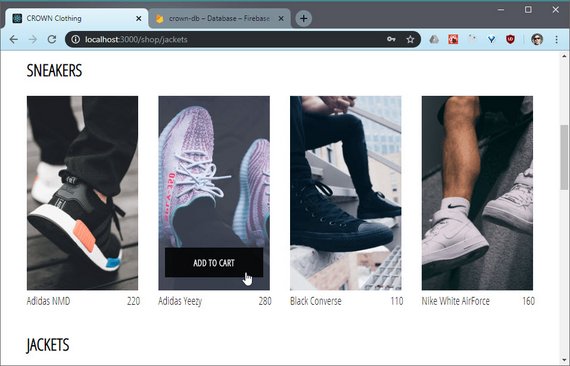 CROWN Clothing
crown-db – Database – Firebase
localhost:3000/shop/jackets
SNEAKERS
ADD TO CART
Adidas NMD 220
Adidas Yeezy 280
Black Converse 110
Nike White AirForce 160
JACKETS